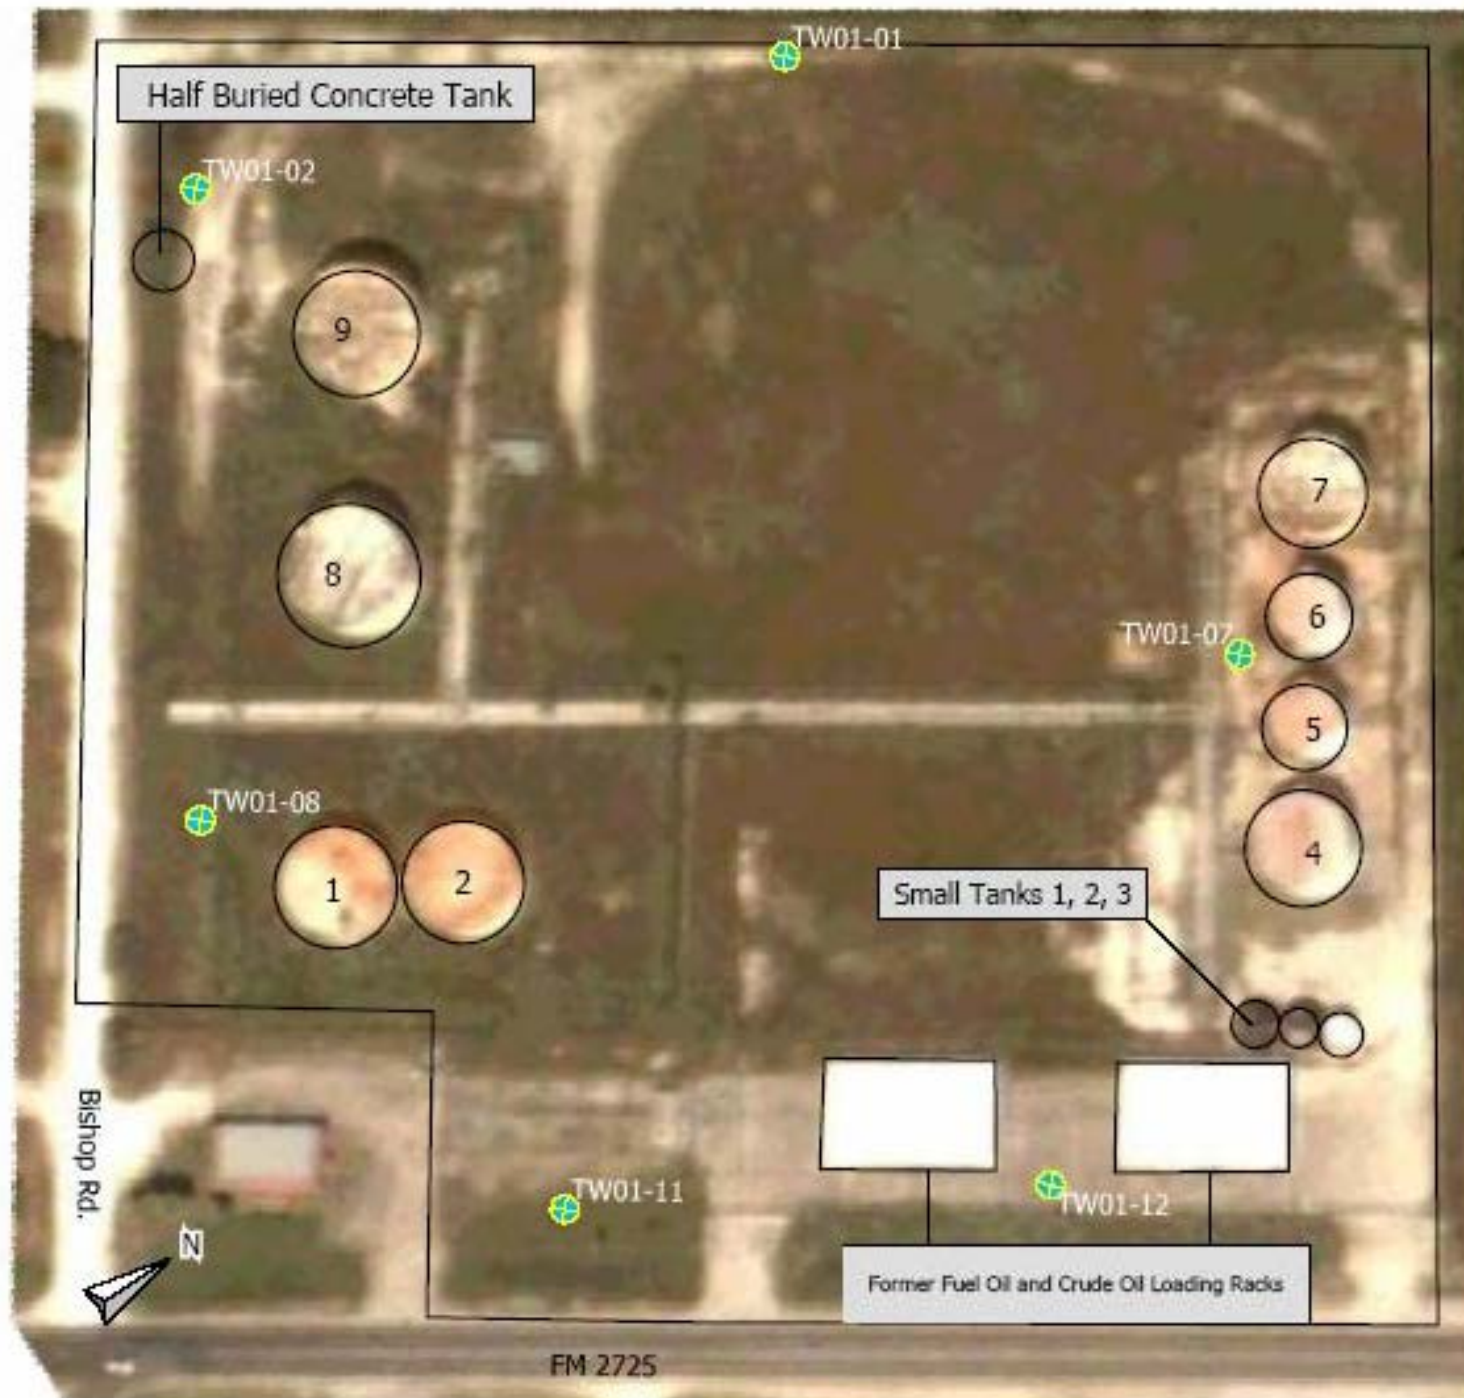 TW01-01
Half Buried Concrete Tank
TW01-02
9
7
8
6
TW01-07
5
TW01-08
4
1
2
Small Tanks 1, 2, 3
Bishop Rd.
TW01-11
TW01-12
N
Former Fuel Oil and Crude Oil Loading Racks
FM 2725